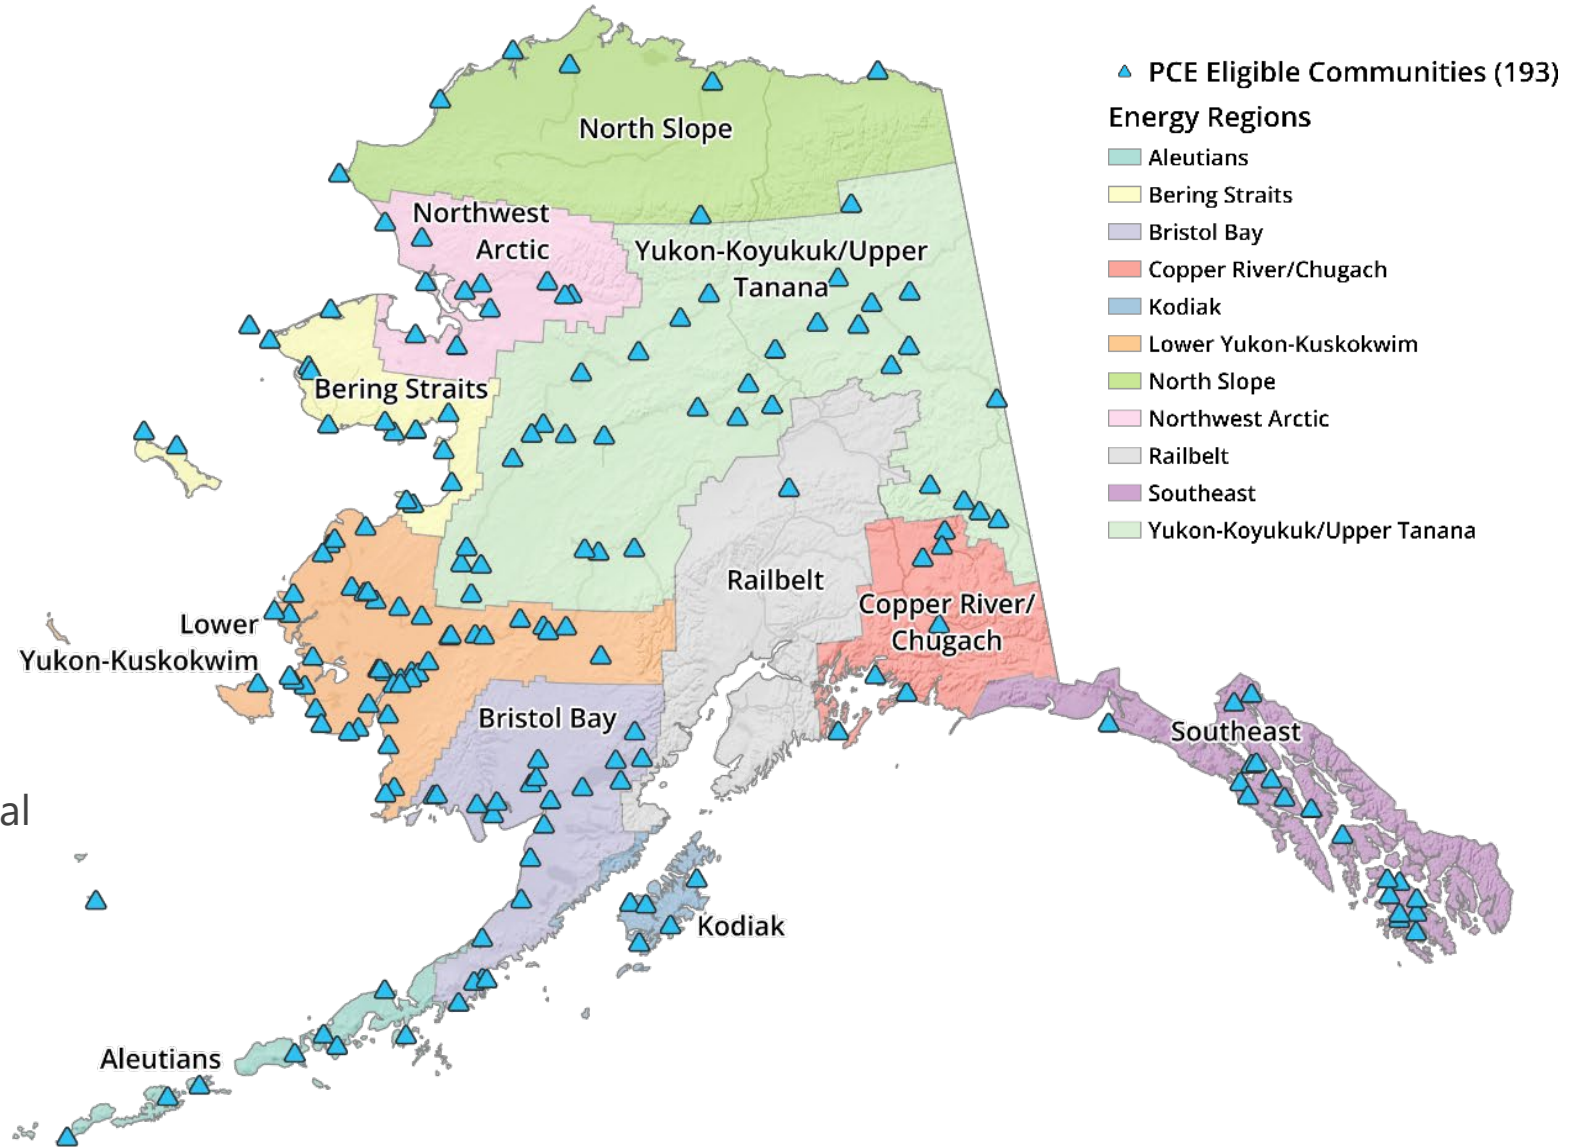 PCE Eligible Communities (193)
Energy Regions
Aleutians
Bering Straits
Bristol Bay
Copper River/Chugach
Kodiak
Lower Yukon-Kuskokwim
North Slope
Northwest Arctic
Railbelt
Southeast
Yukon-Koyukuk/Upper Tanana
North Slope
Northwest
Arctic
Yukon-Koyukuk/Upper
Tanana
Bering Straits
Railbelt
Copper River/
Chugach
Lower
Yukon-Kuskokwim
Bristol Bay
Southeast
al
Kodiak
Aleutians